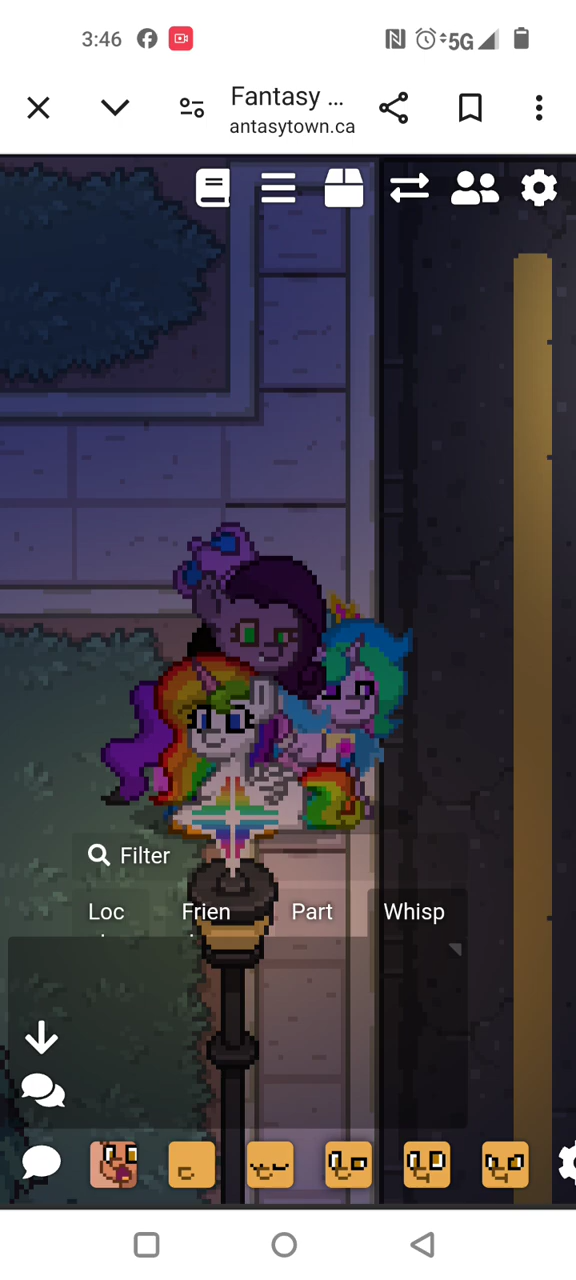 3:46
5G
Fantasy ...
antasytown.ca
Filter
Loc
Frien
Part
Whisp